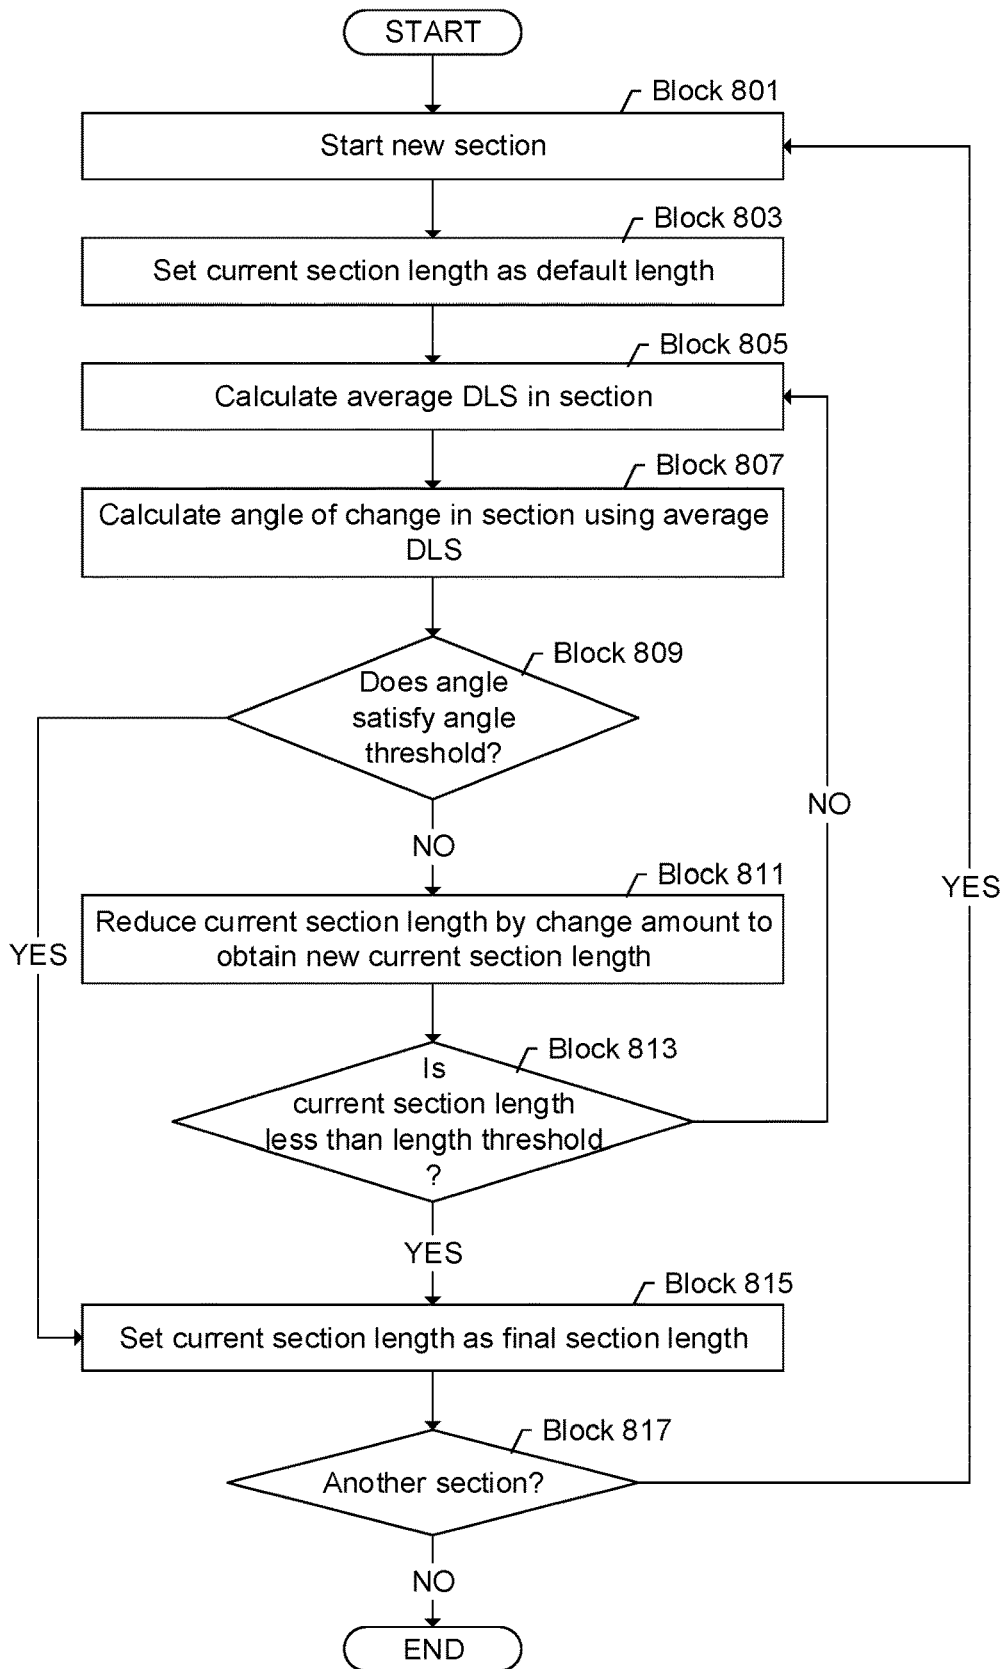 START
Block 801
Start new section
Block 803
Set current section length as default length
Block 805
Calculate average DLS in section
Block 807
Calculate angle of change in section using average
DLS
Block 809
Does angle
satisfy angle
threshold?
NO
NO
Block 811
YES
Reduce current section length by change amount to
YES
obtain new current section length
Block 813
Is
current section length
less than length threshold
?
YES
Block 815
Set current section length as final section length
Block 817
Another section?
NO
END